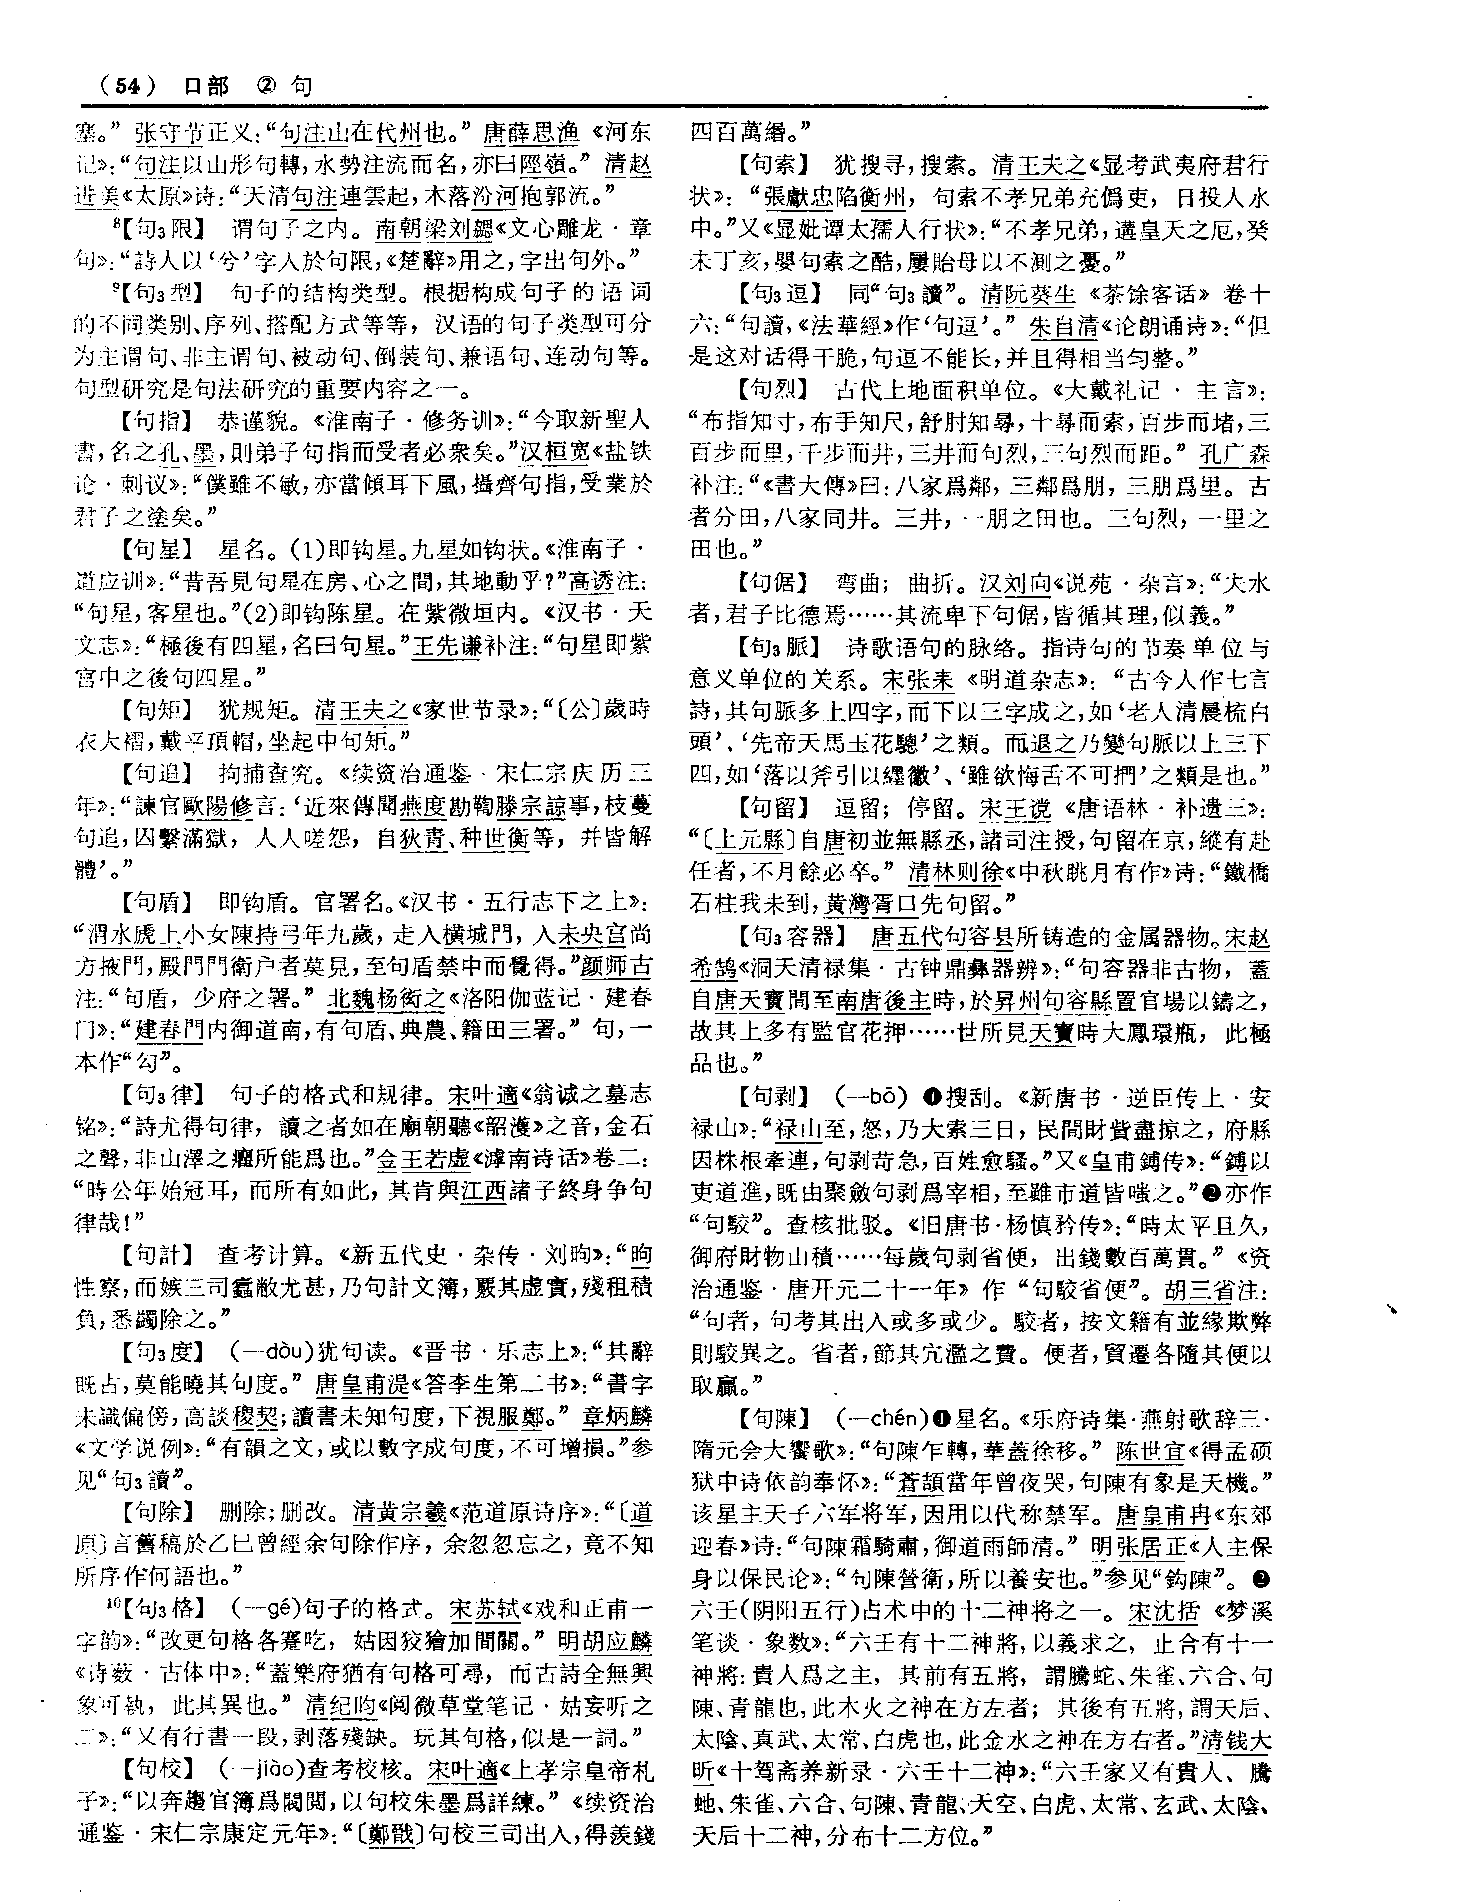 (54) 口部 ② 句
塞。”张守节正义:“句注山在代州也。”唐薛思渔《河东
记》:“句注以山形句轉,水勢注流而名,亦曰陘嶺。”清赵
进美《太原》诗:“天清句注連雲起,木落汾河抱郭流。”
⁸【句₃限】 谓句子之内。南朝梁刘勰《文心雕龙·章
句》:“詩人以‘兮’字入於句限,《楚辭》用之,字出句外。”
⁹【句₃型】 句子的结构类型。根据构成句子的语词
的不同类别、序列、搭配方式等等,汉语的句子类型可分
为主谓句、非主谓句、被动句、倒装句、兼语句、连动句等。
句型研究是句法研究的重要内容之一。
【句指】 恭谨貌。《淮南子·修务训》:“今取新聖人
書,名之孔、墨,則弟子句指而受者必衆矣。”汉桓宽《盐铁
论·刺议》:“僕雖不敏,亦當傾耳下風,攝齊句指,受業於
君子之塗矣。”
【句星】 星名。(1)即钩星。九星如钩状。《淮南子·
道应训》:“昔吾見句星在房、心之間,其地動乎?”高诱注:
“句星,客星也。”(2)即钩陈星。在紫微垣内。《汉书·天
文志》:“極後有四星,名曰句星。”王先谦补注:“句星即紫
宫中之後句四星。”
【句矩】 犹规矩。清王夫之《家世节录》:“〔公〕歲時
衣大褶,戴平頂帽,坐起中句矩。”
【句追】 拘捕查究。《续资治通鉴·宋仁宗庆历三
年》:“諫官歐陽修言:‘近來傳聞燕度勘鞫滕宗諒事,枝蔓
句追,囚繫滿獄,人人嗟怨,自狄青、种世衡等,并皆解
體’。”
【句盾】 即钩盾。官署名。《汉书·五行志下之上》:
“渭水虒上小女陳持弓年九歲,走入横城門,入未央宫尚
方掖門,殿門門衛户者莫見,至句盾禁中而覺得。”颜师古
注:“句盾,少府之署。”北魏杨衒之《洛阳伽蓝记·建春
门》:“建春門内御道南,有句盾、典農、籍田三署。”句,一
本作“勾”。
【句₃律】 句子的格式和规律。宋叶適《翁诚之墓志
铭》:“詩尤得句律,讀之者如在廟朝聽《韶濩》之音,金石
之聲,非山澤之癯所能爲也。”金王若虚《滹南诗话》卷二:
“時公年始冠耳,而所有如此,其肯與江西諸子終身争句
律哉!”
【句計】 查考计算。《新五代史·杂传·刘昫》:“昫
性察,而嫉三司蠹敝尤甚,乃句計文簿,覈其虚實,殘租積
負,悉蠲除之。”
【句₃度】 (—dòu)犹句读。《晋书·乐志上》:“其辭
既古,莫能曉其句度。”唐皇甫湜《答李生第二书》:“書字
未識偏傍,高談稷契;讀書未知句度,下視服鄭。”章炳麟
《文学说例》:“有韻之文,或以數字成句度,不可增損。”参
见“句₃讀”。
【句除】 删除;删改。清黄宗羲《范道原诗序》:“〔道
原〕言舊稿於乙巳曾經余句除作序,余忽忽忘之,竟不知
所序作何語也。”
¹⁰【句₃格】 (—gé)句子的格式。宋苏轼《戏和正甫一
字韵》:“改更句格各蹇吃,姑因狡獪加間關。”明胡应麟
《诗薮·古体中》:“蓋樂府猶有句格可尋,而古詩全無興
象可執,此其異也。”清纪昀《阅微草堂笔记·姑妄听之
二》:“又有行書一段,剥落殘缺。玩其句格,似是一詞。”
【句校】 (—jiào)查考校核。宋叶適《上孝宗皇帝札
子》:“以奔趨官簿爲閥閲,以句校朱墨爲詳練。”《续资治
通鉴·宋仁宗康定元年》:“〔鄭戩〕句校三司出入,得羨錢
四百萬緡。”
【句索】 犹搜寻,搜索。清王夫之《显考武夷府君行
状》:“張獻忠陷衡州,句索不孝兄弟充僞吏,日投人水
中。”又《显妣谭太孺人行状》:“不孝兄弟,遘皇天之厄,癸
未丁亥,嬰句索之酷,屢貽母以不測之憂。”
【句₃逗】 同“句₃讀”。清阮葵生《茶馀客话》卷十
六:“句讀,《法華經》作‘句逗’。”朱自清《论朗诵诗》:“但
是这对话得干脆,句逗不能长,并且得相当匀整。”
【句烈】 古代土地面积单位。《大戴礼记·主言》:
“布指知寸,布手知尺,舒肘知尋,十尋而索,百步而堵,三
百步而里,千步而井,三井而句烈,三句烈而距。”孔广森
补注:“《書大傳》曰:八家爲鄰,三鄰爲朋,三朋爲里。古
者分田,八家同井。三井,一朋之田也。三句烈,一里之
田也。”
【句倨】 弯曲;曲折。汉刘向《说苑·杂言》:“夫水
者,君子比德焉……其流卑下句倨,皆循其理,似義。”
【句₃脈】 诗歌语句的脉络。指诗句的节奏单位与
意义单位的关系。宋张耒《明道杂志》:“古今人作七言
詩,其句脈多上四字,而下以三字成之,如‘老人清晨梳白
頭’、‘先帝天馬玉花驄’之類。而退之乃變句脈以上三下
四,如‘落以斧引以纆徽’、‘雖欲悔舌不可捫’之類是也。”
【句留】 逗留;停留。宋王谠《唐语林·补遗三》:
“〔上元縣〕自唐初並無縣丞,諸司注授,句留在京,縱有赴
任者,不月餘必卒。”清林则徐《中秋眺月有作》诗:“鐵橋
石柱我未到,黄灣胥口先句留。”
【句₃容器】 唐五代句容县所铸造的金属器物。宋赵
希鹄《洞天清禄集·古钟鼎彝器辨》:“句容器非古物,蓋
自唐天寶間至南唐後主時,於昇州句容縣置官場以鑄之,
故其上多有監官花押……世所見天寶時大鳳環瓶,此極
品也。”
【句剥】 (—bō) ❶搜刮。《新唐书·逆臣传上·安
禄山》:“禄山至,怒,乃大索三日,民間財貲盡掠之,府縣
因株根牽連,句剥苛急,百姓愈騷。”又《皇甫鎛传》:“鎛以
吏道進,既由聚斂句剥爲宰相,至雖市道皆嗤之。”❷亦作
“句駮”。查核批驳。《旧唐书·杨慎矜传》:“時太平且久,
御府財物山積……每歲句剥省便,出錢數百萬貫。”《资
治通鉴·唐开元二十一年》作“句駮省便”。胡三省注:
“句者,句考其出入或多或少。駮者,按文籍有並緣欺弊
則駮異之。省者,節其宂濫之費。便者,貿遷各隨其便以
取贏。”
【句陳】 (—chén)❶星名。《乐府诗集·燕射歌辞三·
隋元会大饗歌》:“句陳乍轉,華蓋徐移。”陈世宜《得孟硕
狱中诗依韵奉怀》:“蒼頡當年曾夜哭,句陳有象是天機。”
该星主天子六军将军,因用以代称禁军。唐皇甫冉《东郊
迎春》诗:“句陳霜騎肅,御道雨師清。”明张居正《人主保
身以保民论》:“句陳營衛,所以養安也。”参见“鈎陳”。❷
六壬(阴阳五行)占术中的十二神将之一。宋沈括《梦溪
笔谈·象数》:“六壬有十二神將,以義求之,止合有十一
神將:貴人爲之主,其前有五將,謂騰蛇、朱雀、六合、句
陳、青龍也,此木火之神在方左者;其後有五將,謂天后、
太陰、真武、太常、白虎也,此金水之神在方右者。”清钱大
昕《十驾斋养新录·六壬十二神》:“六壬家又有貴人、騰
虵、朱雀、六合、句陳、青龍、天空、白虎、太常、玄武、太陰、
天后十二神,分布十二方位。”